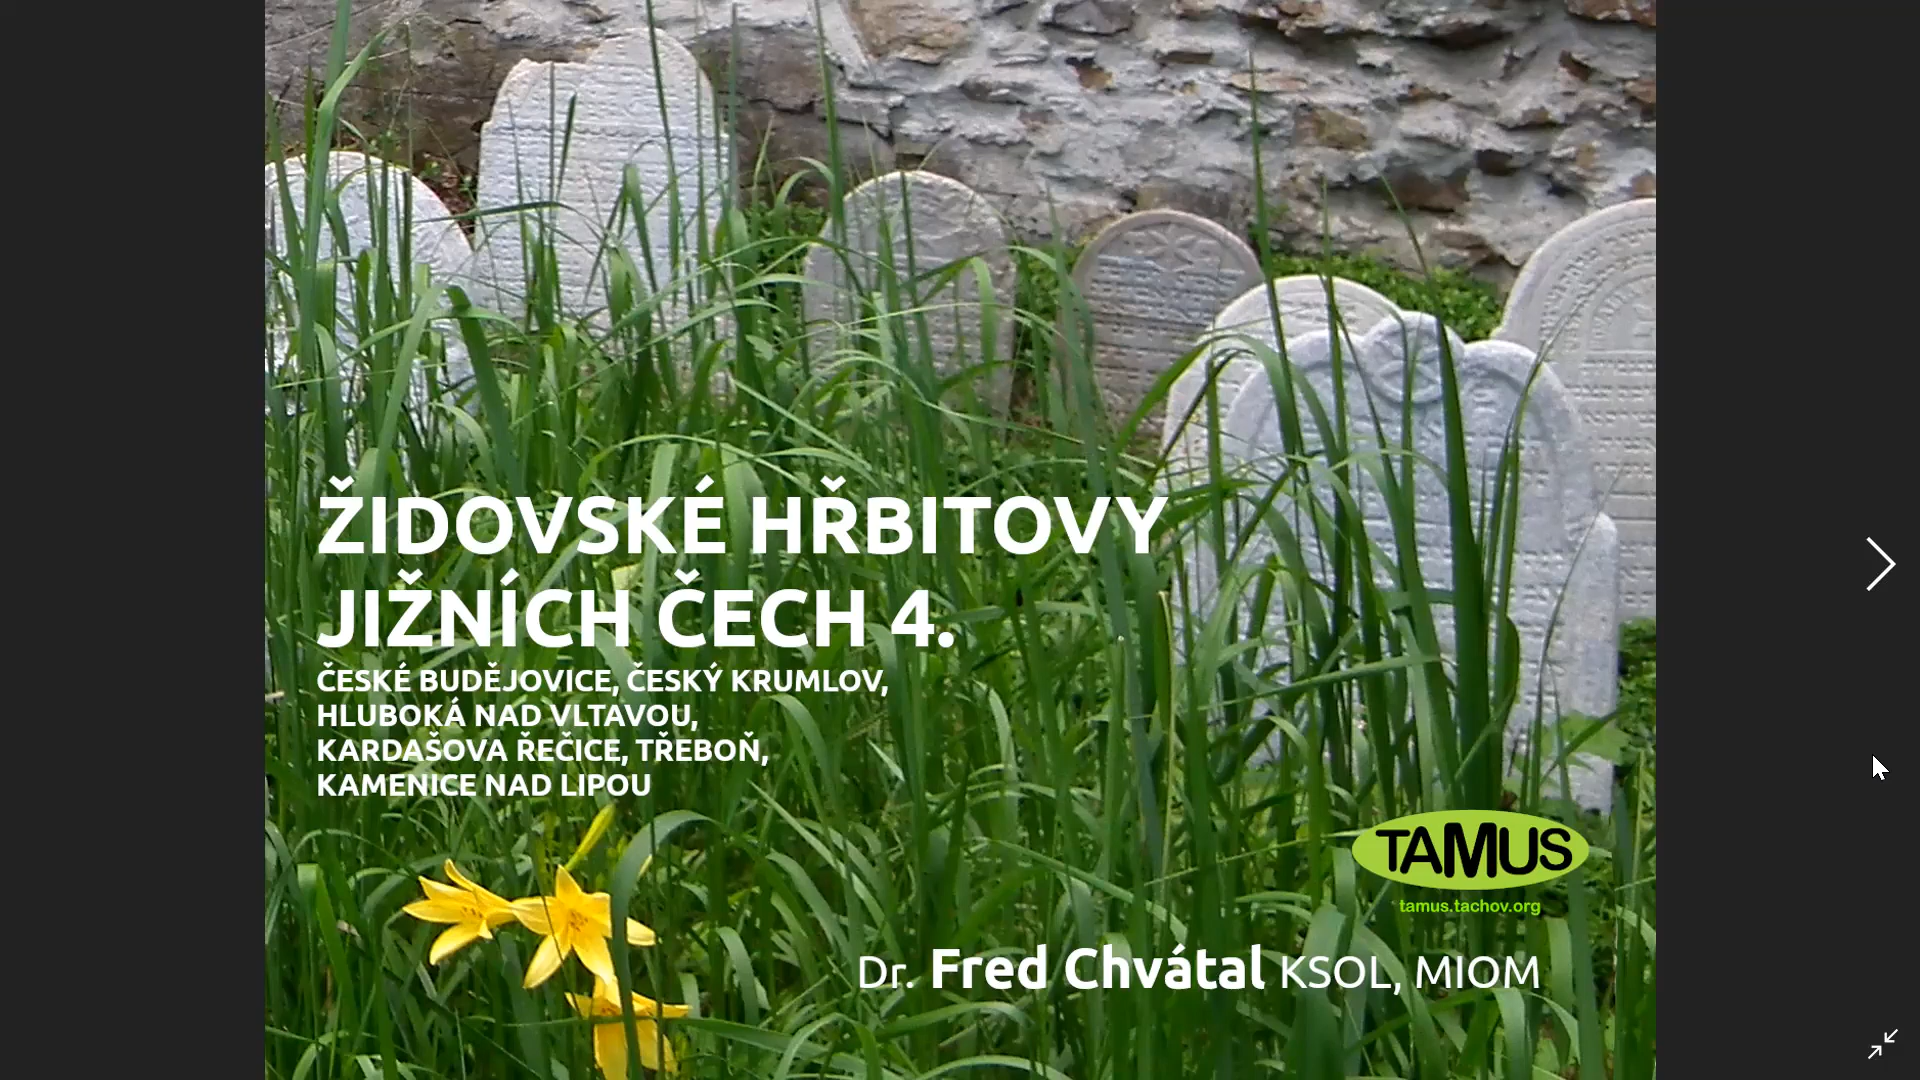 ŽIDOVSKÉ HŘBITOVY
JIŽNÍCH ČECH 4.
ČESKÉ BUDĚJOVICE, ČESKÝ KRUMLOV,
HLUBOKÁ NAD VLTAVOU,
KARDAŠOVA ŘEČICE, TŘEBOŇ,
KAMENICE NAD LIPOU
TAMUS
tamus.tachov.org
Dr. Fred Chvátal KSOL, MIOM